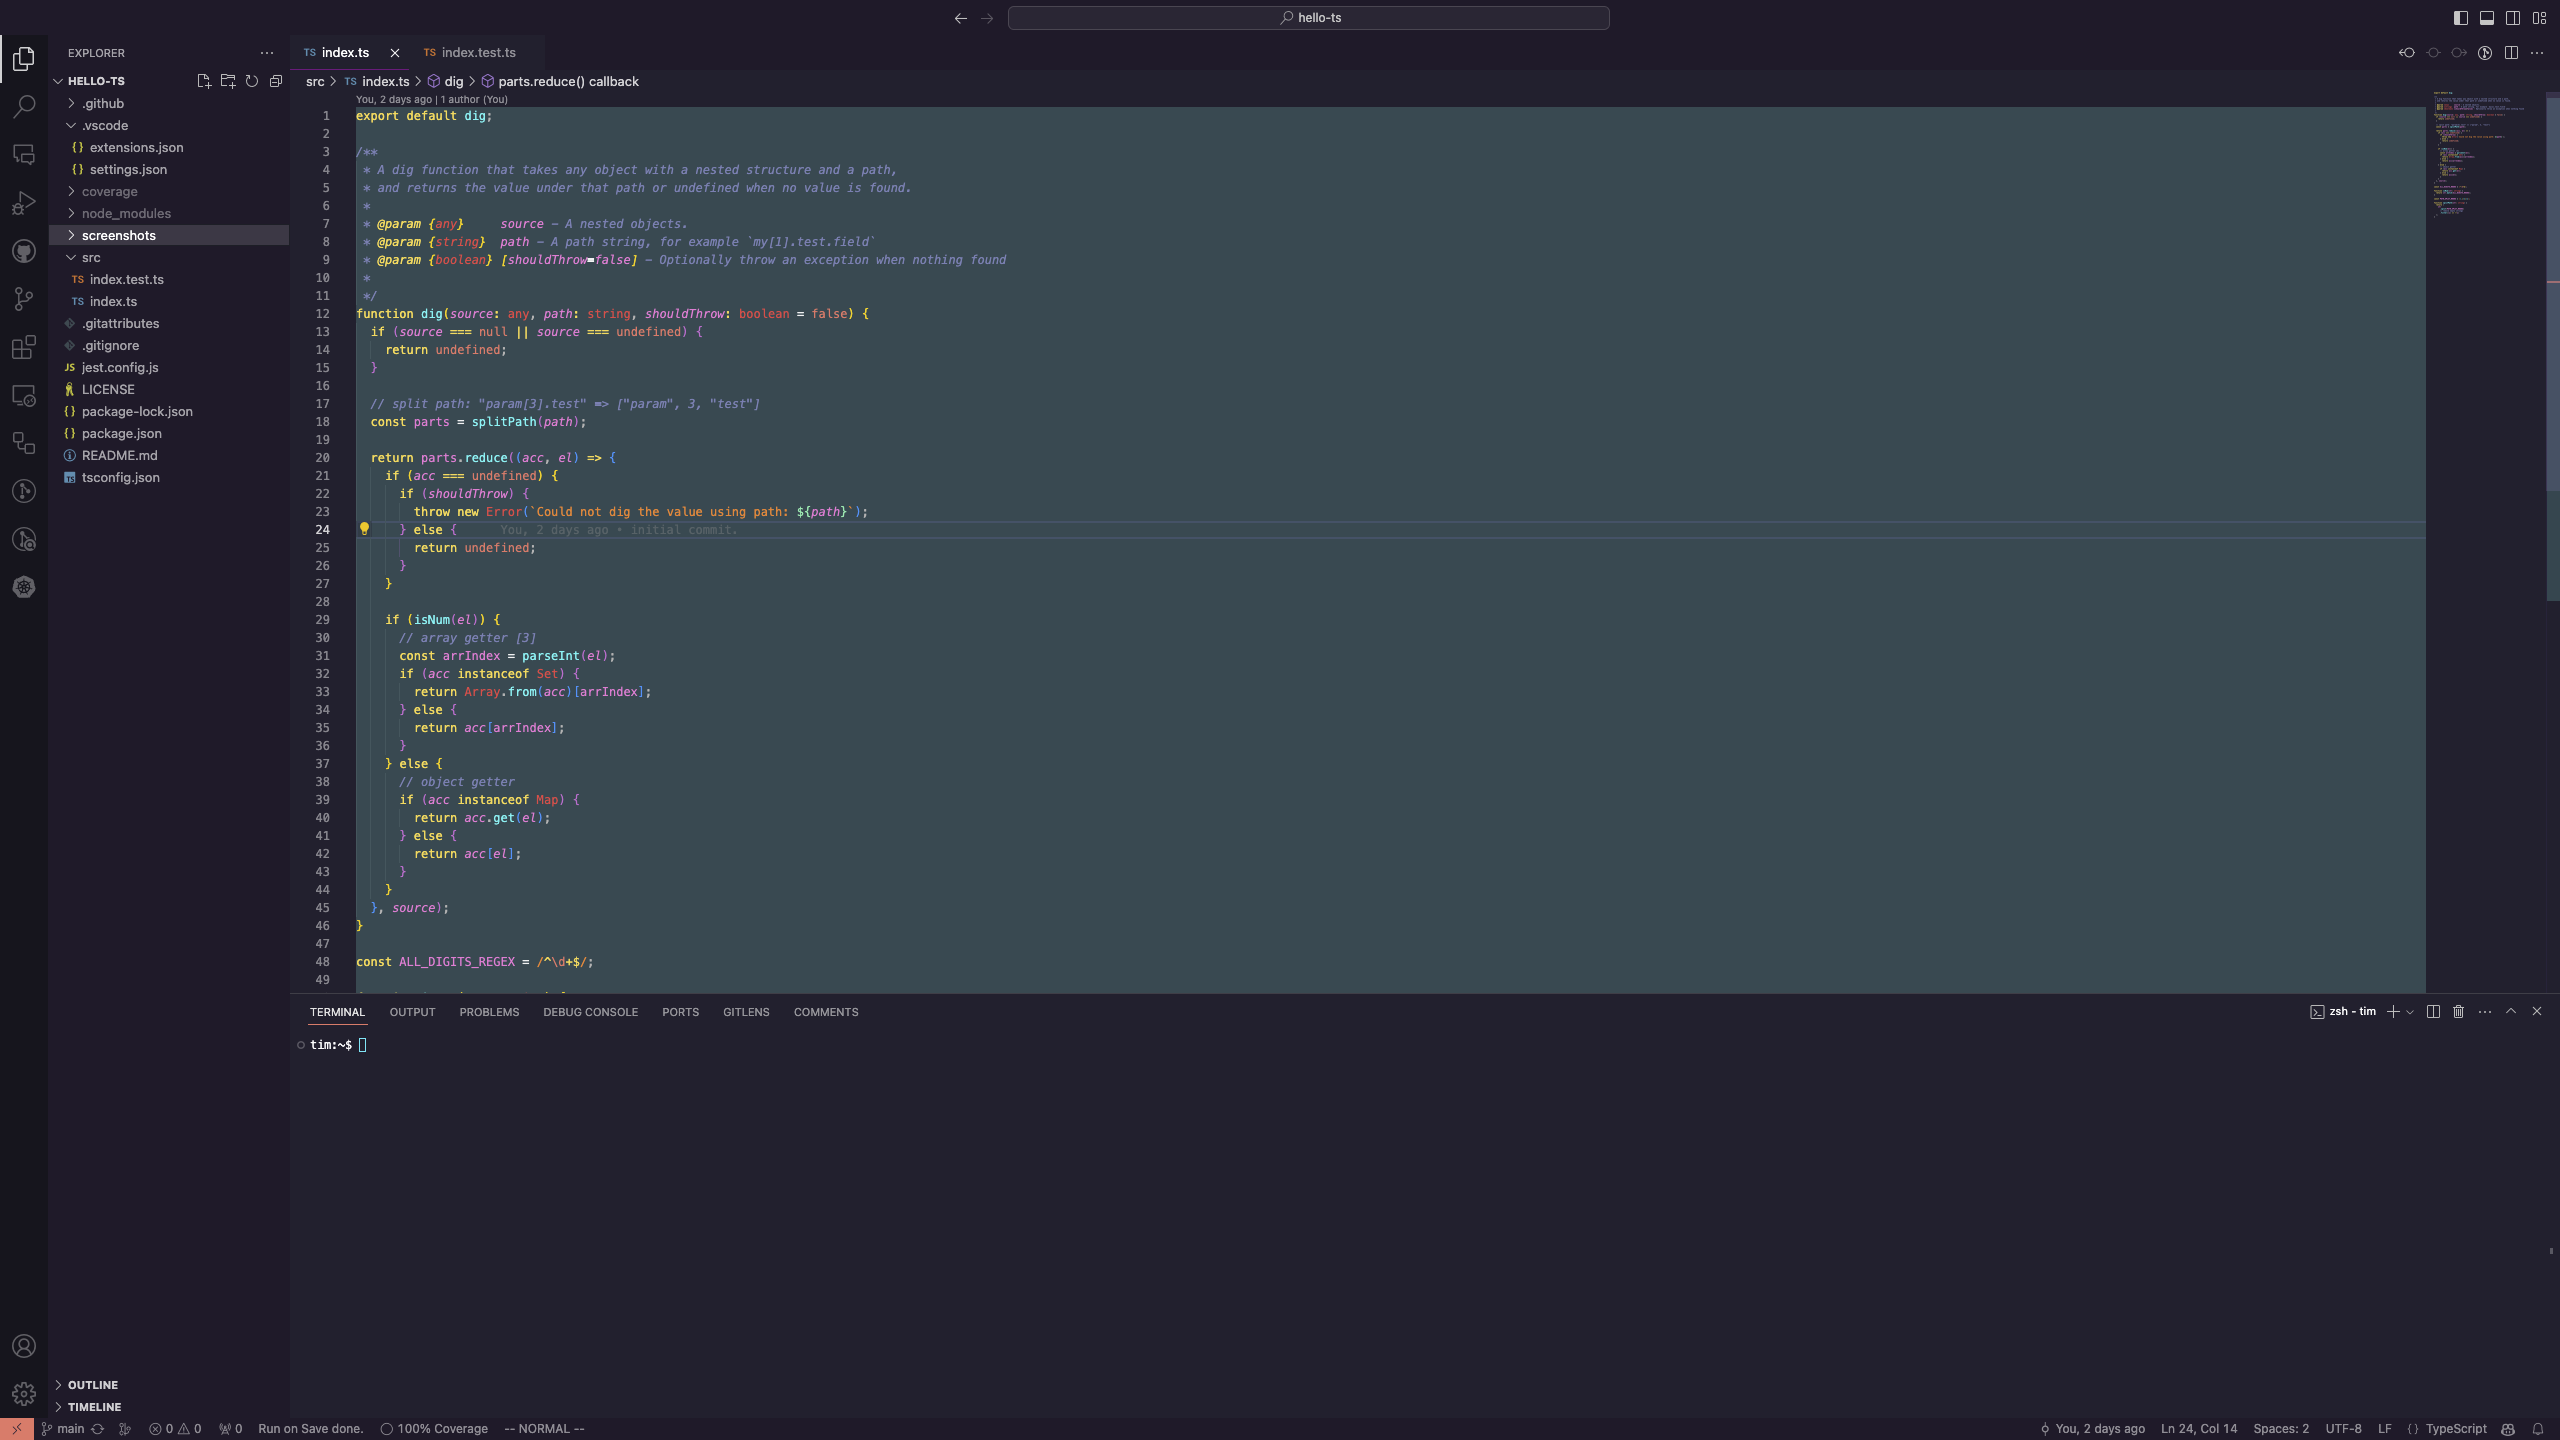 hello-ts
EXPLORER
HELLO-TS
.github
.vscode
{} extensions.json
{} settings.json
coverage
node_modules
screenshots
src
TS index.test.ts
TS index.ts
.gitattributes
.gitignore
JS jest.config.js
LICENSE
{} package-lock.json
{} package.json
README.md
TS tsconfig.json
OUTLINE
TIMELINE
TS index.ts
TS index.test.ts
src > TS index.ts > dig > parts.reduce() callback
You, 2 days ago | 1 author (You)
1 export default dig;
2
3 /**
4 * A dig function that takes any object with a nested structure and a path,
5 * and returns the value under that path or undefined when no value is found.
6 *
7 * @param {any}     source – A nested objects.
8 * @param {string}  path – A path string, for example `my[1].test.field`
9 * @param {boolean} [shouldThrow=false] – Optionally throw an exception when nothing found
10 *
11 */
12 function dig(source: any, path: string, shouldThrow: boolean = false) {
13   if (source === null || source === undefined) {
14     return undefined;
15   }
16
17   // split path: "param[3].test" => ["param", 3, "test"]
18   const parts = splitPath(path);
19
20   return parts.reduce((acc, el) => {
21     if (acc === undefined) {
22       if (shouldThrow) {
23         throw new Error(`Could not dig the value using path: ${path}`);
24       } else {      You, 2 days ago • initial commit.
25         return undefined;
26       }
27     }
28
29     if (isNum(el)) {
30       // array getter [3]
31       const arrIndex = parseInt(el);
32       if (acc instanceof Set) {
33         return Array.from(acc)[arrIndex];
34       } else {
35         return acc[arrIndex];
36       }
37     } else {
38       // object getter
39       if (acc instanceof Map) {
40         return acc.get(el);
41       } else {
42         return acc[el];
43       }
44     }
45   }, source);
46 }
47
48 const ALL_DIGITS_REGEX = /^\d+$/;
49
TERMINAL OUTPUT PROBLEMS DEBUG CONSOLE PORTS GITLENS COMMENTS
zsh - tim
tim:~$
main 0 0 0 Run on Save done. 100% Coverage -- NORMAL --
You, 2 days ago Ln 24, Col 14 Spaces: 2 UTF-8 LF {} TypeScript